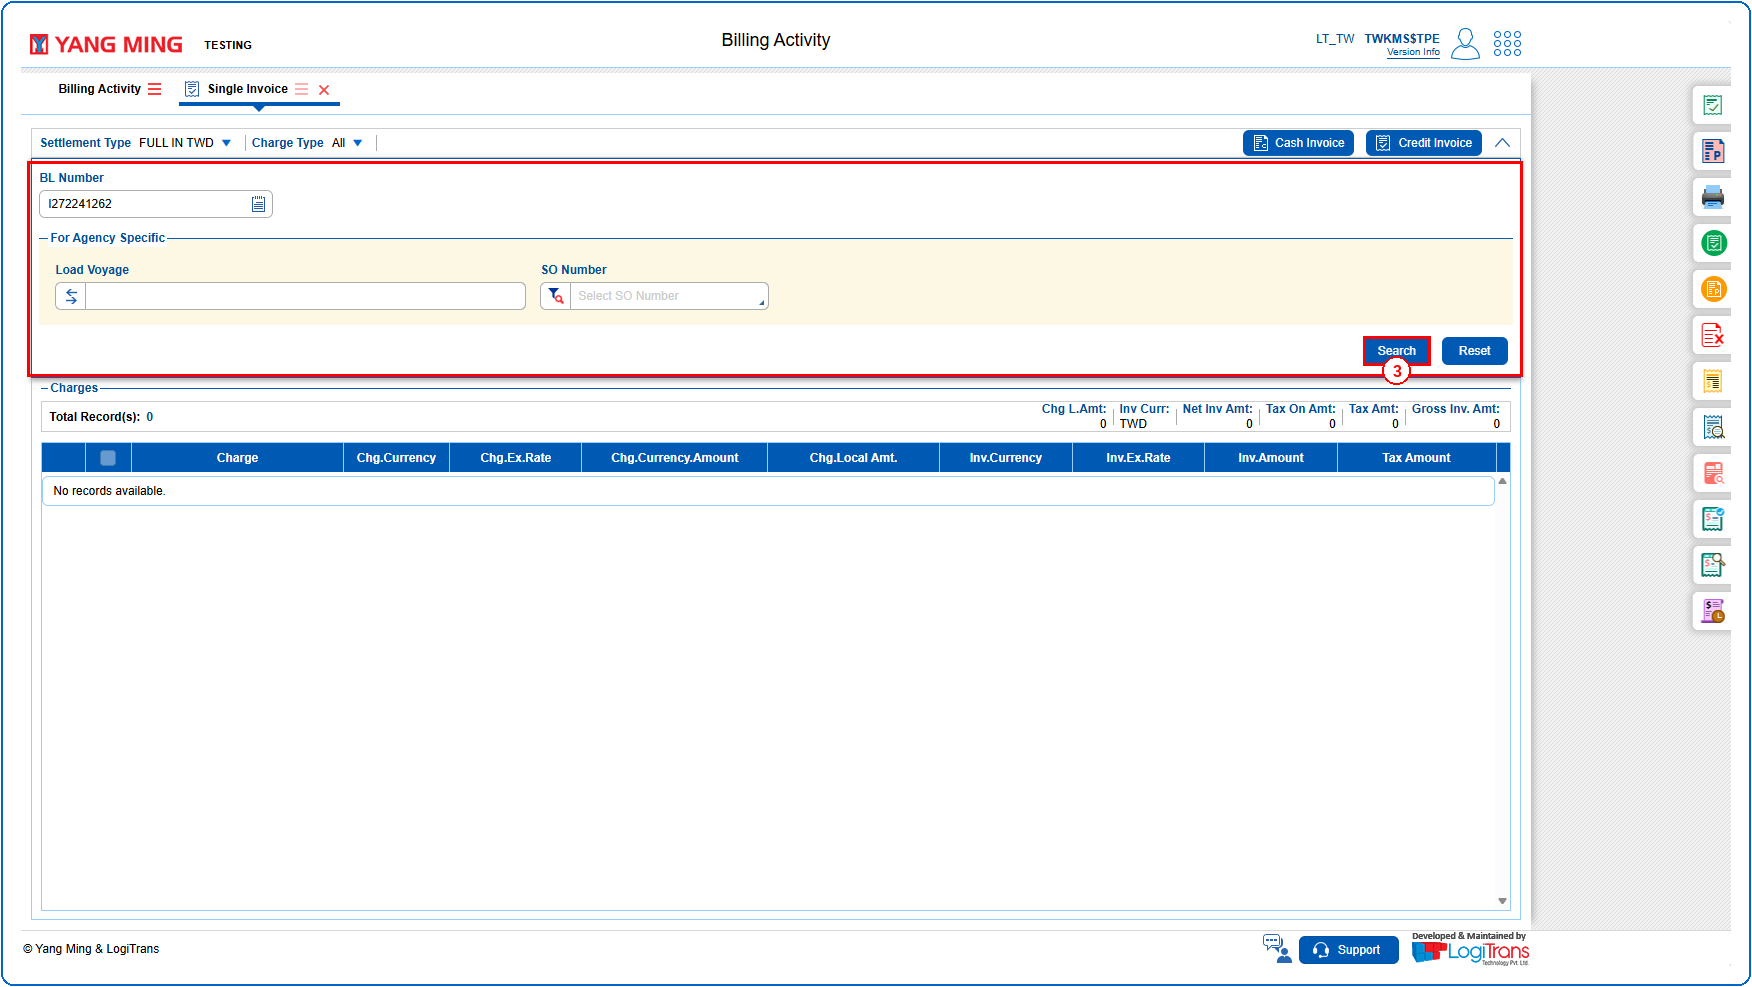 YANG MING TESTING
Billing Activity
LT_TW TWKMS$TPE
Version Info
Billing Activity
Single Invoice
Settlement Type FULL IN TWD Charge Type All
Cash Invoice
Credit Invoice
BL Number
I272241262
For Agency Specific
Load Voyage
SO Number
Select SO Number
Search
Reset
3
Charges
Total Record(s): 0
Chg L.Amt: Inv Curr: Net Inv Amt: Tax On Amt: Tax Amt: Gross Inv. Amt:
0 TWD 0 0 0 0
Charge Chg.Currency Chg.Ex.Rate Chg.Currency.Amount Chg.Local Amt. Inv.Currency Inv.Ex.Rate Inv.Amount Tax Amount
No records available.
© Yang Ming & LogiTrans
Support
Developed & Maintained by
LogiTrans
Technology Pvt. Ltd.